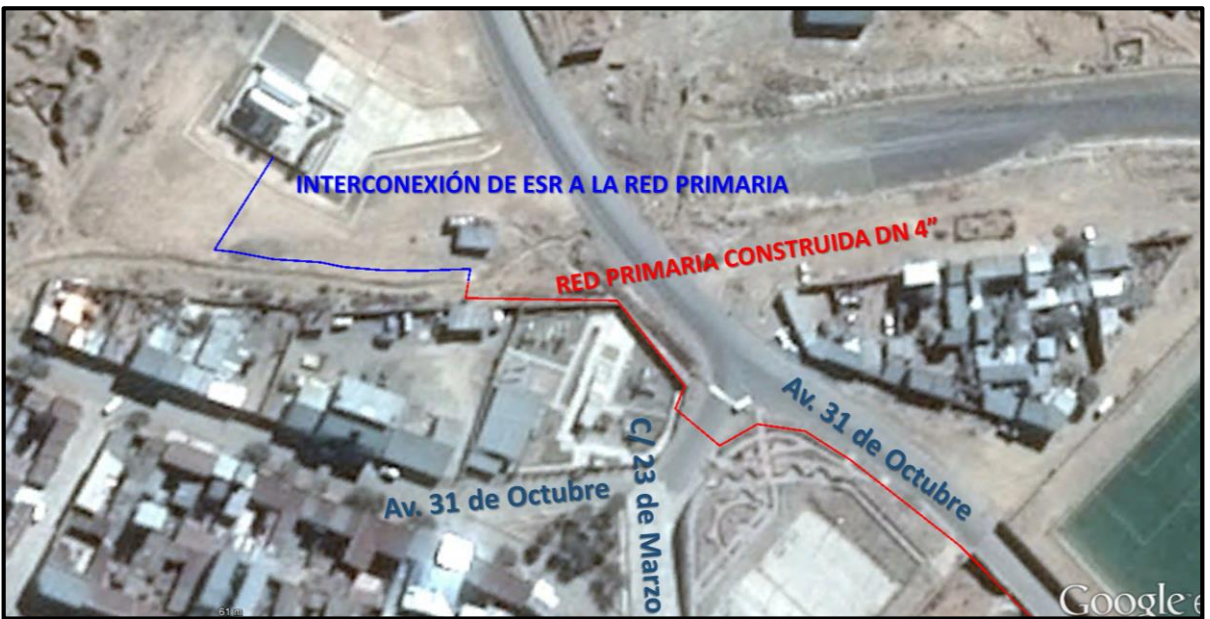 INTERCONEXIÓN DE ESR A LA RED PRIMARIA
RED PRIMARIA CONSTRUIDA DN 4”
Av. 31 de Octubre
Av. 31 de Octubre
C/ 23 de Marzo
Google